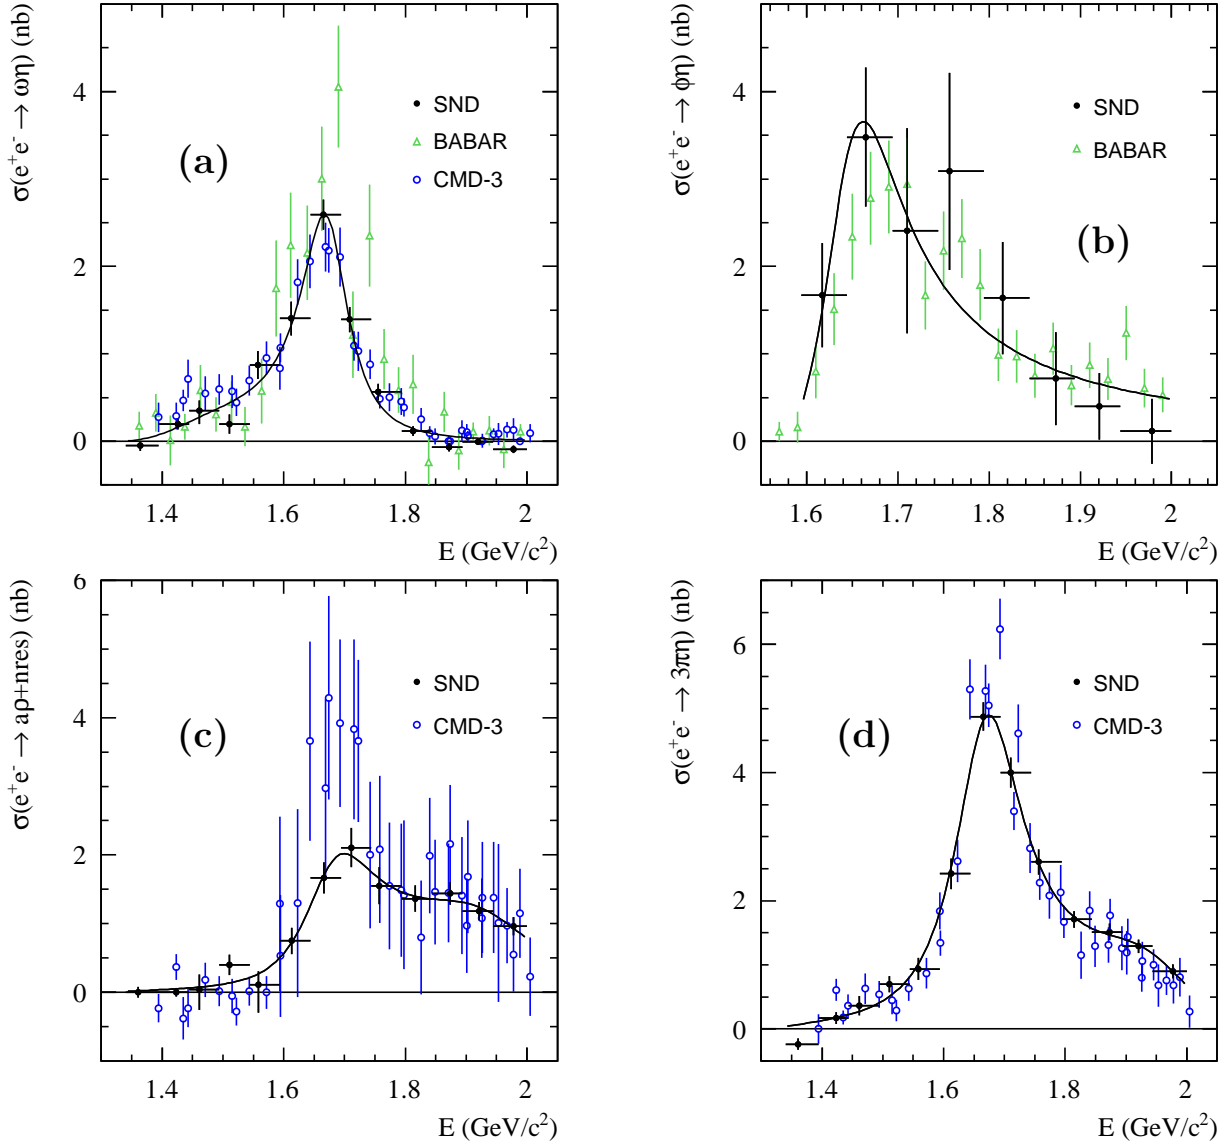 σ(e⁺e⁻ → ωη) (nb)
4
2
0
SND
BABAR
CMD-3
(a)
1.4 1.6 1.8 2
E (GeV/c²)
σ(e⁺e⁻ → ϕη) (nb)
4
2
0
SND
BABAR
(b)
1.6 1.7 1.8 1.9 2
E (GeV/c²)
σ(e⁺e⁻ → aρ+nres) (nb)
6
4
2
0
SND
CMD-3
(c)
1.4 1.6 1.8 2
E (GeV/c²)
σ(e⁺e⁻ → 3πη) (nb)
6
4
2
0
SND
CMD-3
(d)
1.4 1.6 1.8 2
E (GeV/c²)